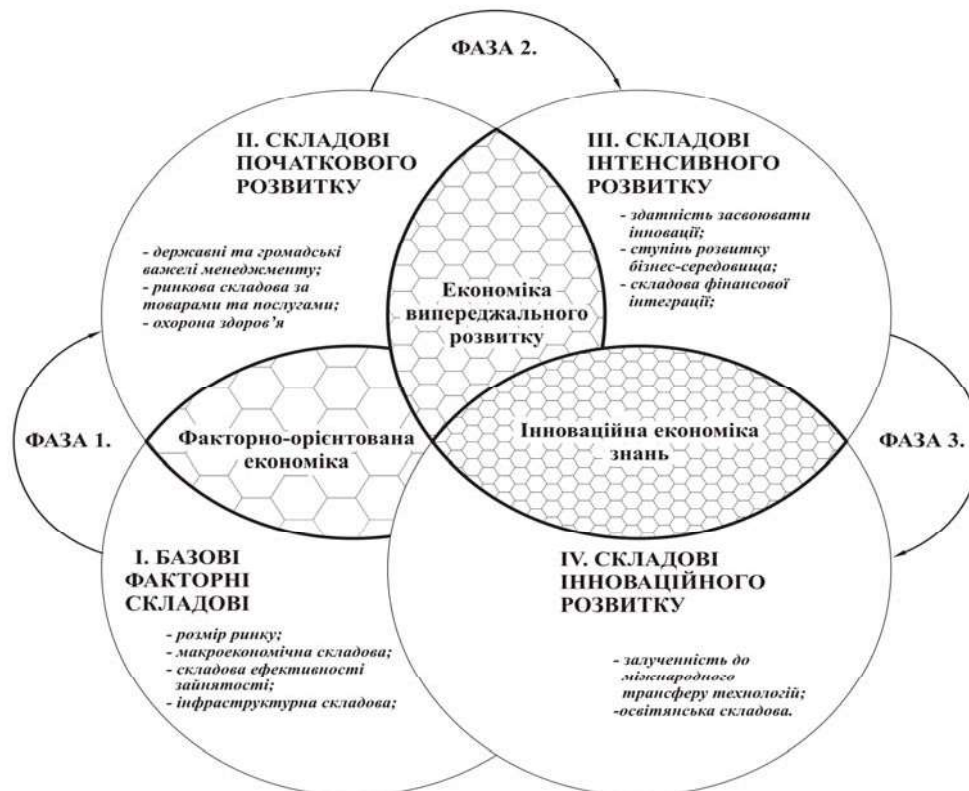 ФАЗА 2.
ІІ. СКЛАДОВІ
ПОЧАТКОВОГО
РОЗВИТКУ
- державні та громадські
важелі менеджменту;
- ринкова складова за
товарами та послугами;
- охорона здоров’я
ІІІ. СКЛАДОВІ
ІНТЕНСИВНОГО
РОЗВИТКУ
- здатність засвоювати
інновації;
- ступінь розвитку
бізнес-середовища;
- складова фінансової
інтеграції;
Економіка
випереджального
розвитку
ФАЗА 1.
Факторно-орієнтована
економіка
Інноваційна економіка
знань
ФАЗА 3.
І. БАЗОВІ
ФАКТОРНІ
СКЛАДОВІ
- розмір ринку;
- макроекономічна складова;
- складова ефективності
зайнятості;
- інфраструктурна складова;
IV. СКЛАДОВІ
ІННОВАЦІЙНОГО
РОЗВИТКУ
- залученність до
міжнародного
трансферу технологій;
-освітянська складова.